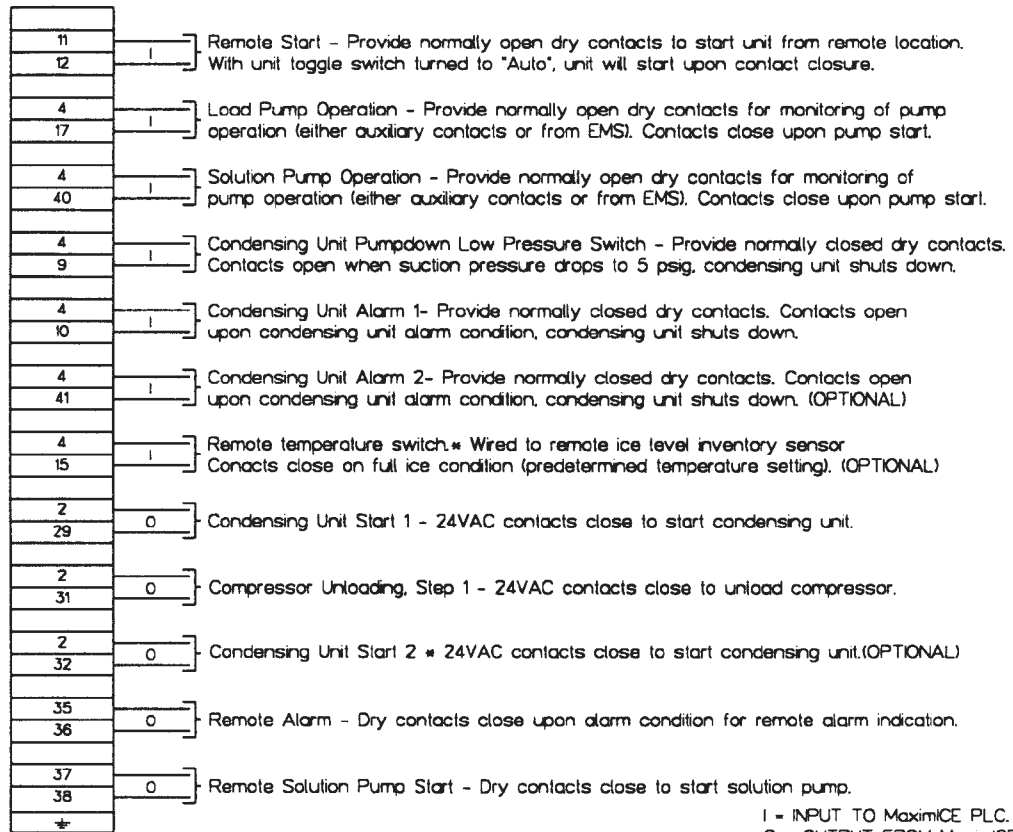 11
12
I
Remote Start - Provide normally open dry contacts to start unit from remote location.
With unit toggle switch turned to "Auto", unit will start upon contact closure.
4
17
I
Load Pump Operation - Provide normally open dry contacts for monitoring of pump
operation (either auxiliary contacts or from EMS). Contacts close upon pump start.
4
40
I
Solution Pump Operation - Provide normally open dry contacts for monitoring of
pump operation (either auxiliary contacts or from EMS). Contacts close upon pump start.
4
9
I
Condensing Unit Pumpdown Low Pressure Switch - Provide normally closed dry contacts.
Contacts open when suction pressure drops to 5 psig, condensing unit shuts down.
4
10
I
Condensing Unit Alarm 1- Provide normally closed dry contacts. Contacts open
upon condensing unit alarm condition, condensing unit shuts down.
4
41
I
Condensing Unit Alarm 2- Provide normally closed dry contacts. Contacts open
upon condensing unit alarm condition, condensing unit shuts down. (OPTIONAL)
4
15
I
Remote temperature switch.* Wired to remote ice level inventory sensor
Conacts close on full ice condition (predetermined temperature setting). (OPTIONAL)
2
29
O
Condensing Unit Start 1 - 24VAC contacts close to start condensing unit.
2
31
O
Compressor Unloading, Step 1 - 24VAC contacts close to unload compressor.
2
32
O
Condensing Unit Start 2 * 24VAC contacts close to start condensing unit.(OPTIONAL)
35
36
O
Remote Alarm - Dry contacts close upon alarm condition for remote alarm indication.
37
38
O
Remote Solution Pump Start - Dry contacts close to start solution pump.
I = INPUT TO MaximICE PLC.